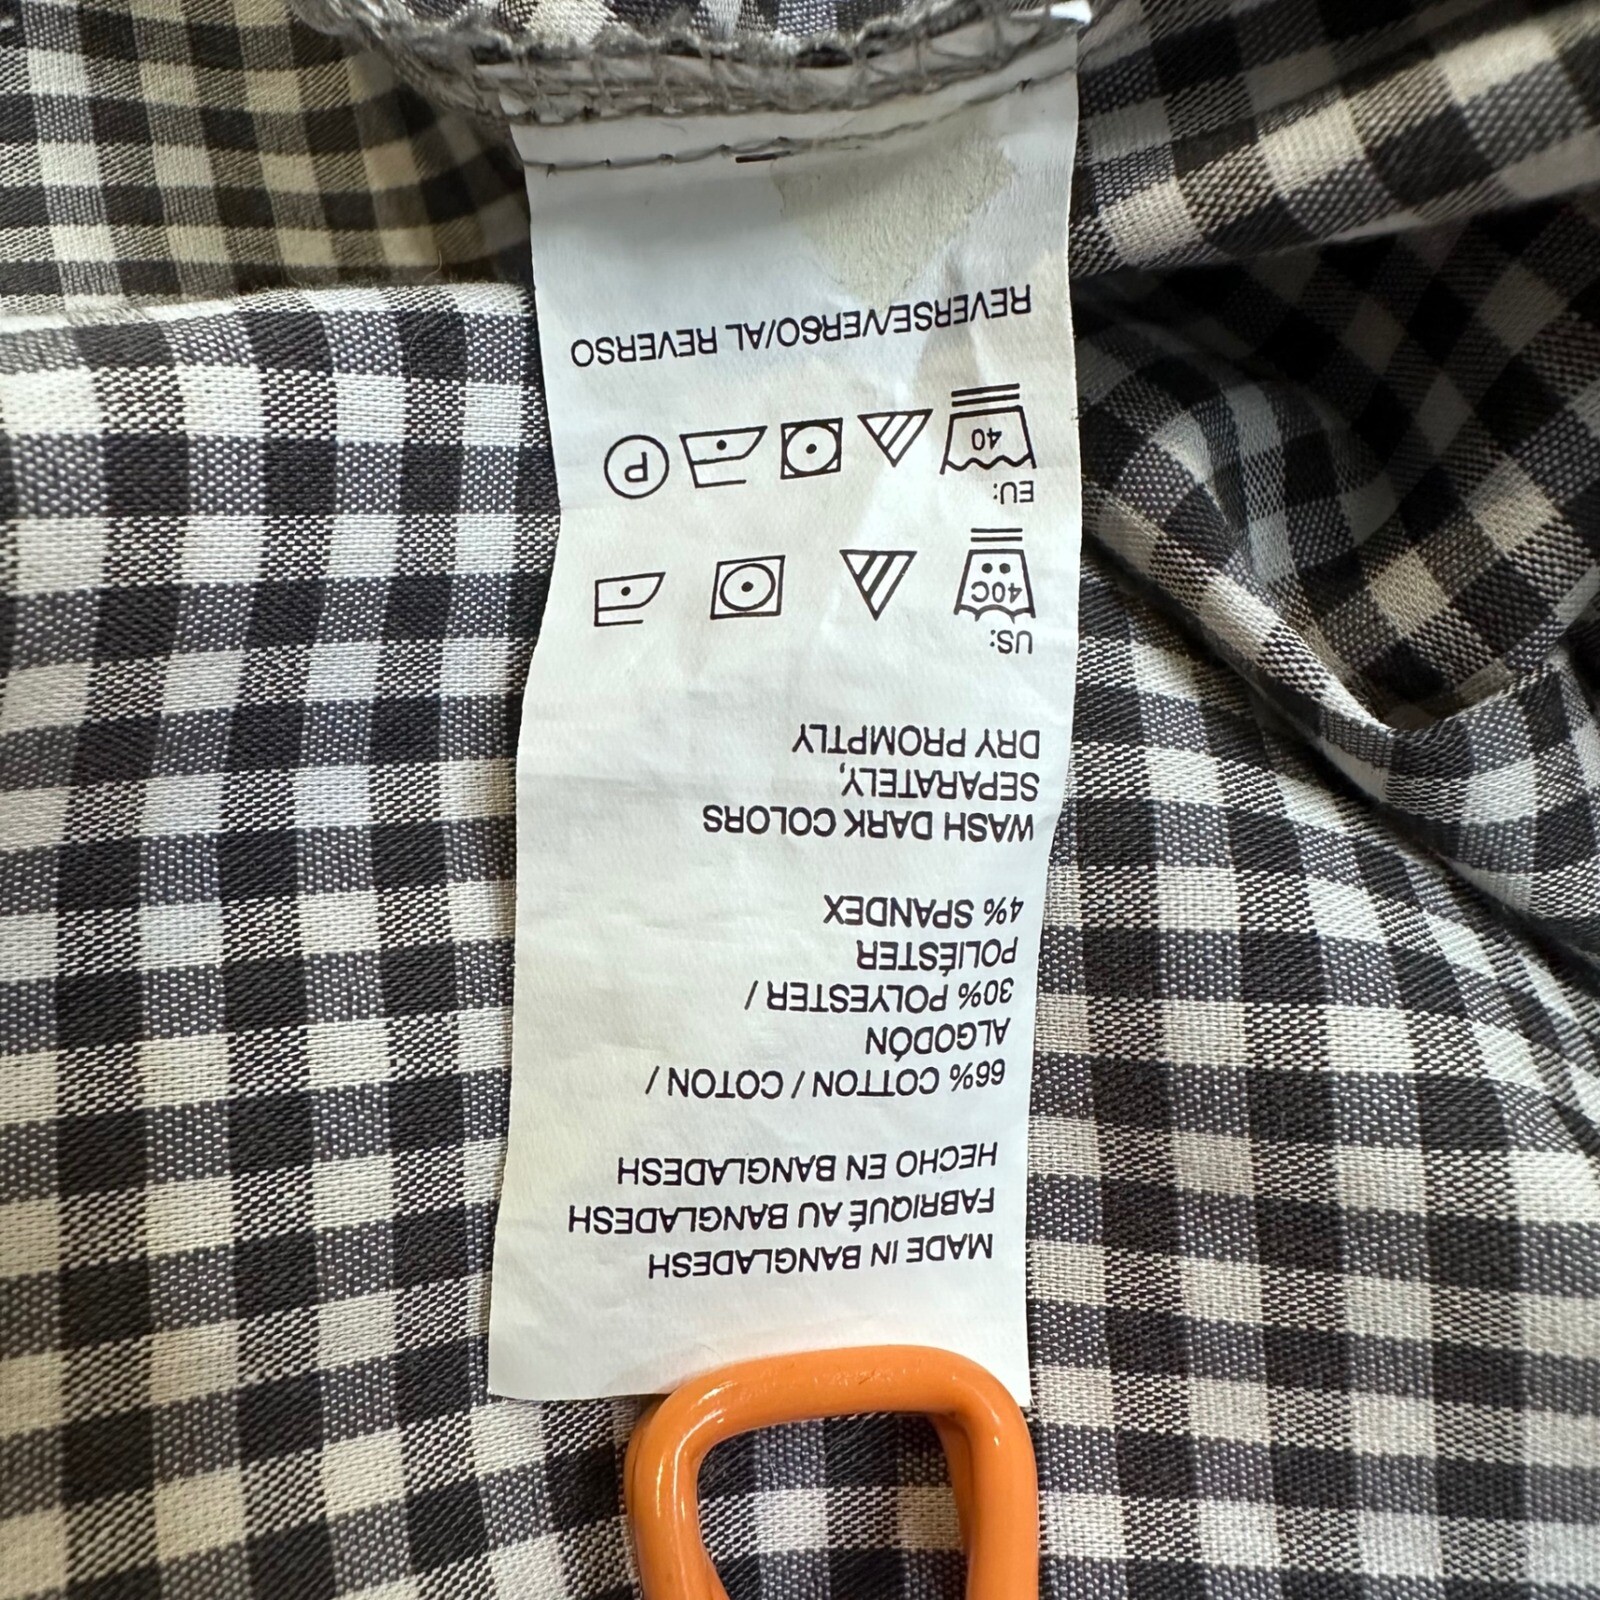 MADE IN BANGLADESH
FABRIQUÉ AU BANGLADESH
HECHO EN BANGLADESH
66% COTTON / COTON /
ALGODÓN
30% POLYESTER /
POLIÉSTER
4% SPANDEX
WASH DARK COLORS
SEPARATELY,
DRY PROMPTLY
US:
40C
EU:
40 P
REVERSE/VERSO/AL REVERSO